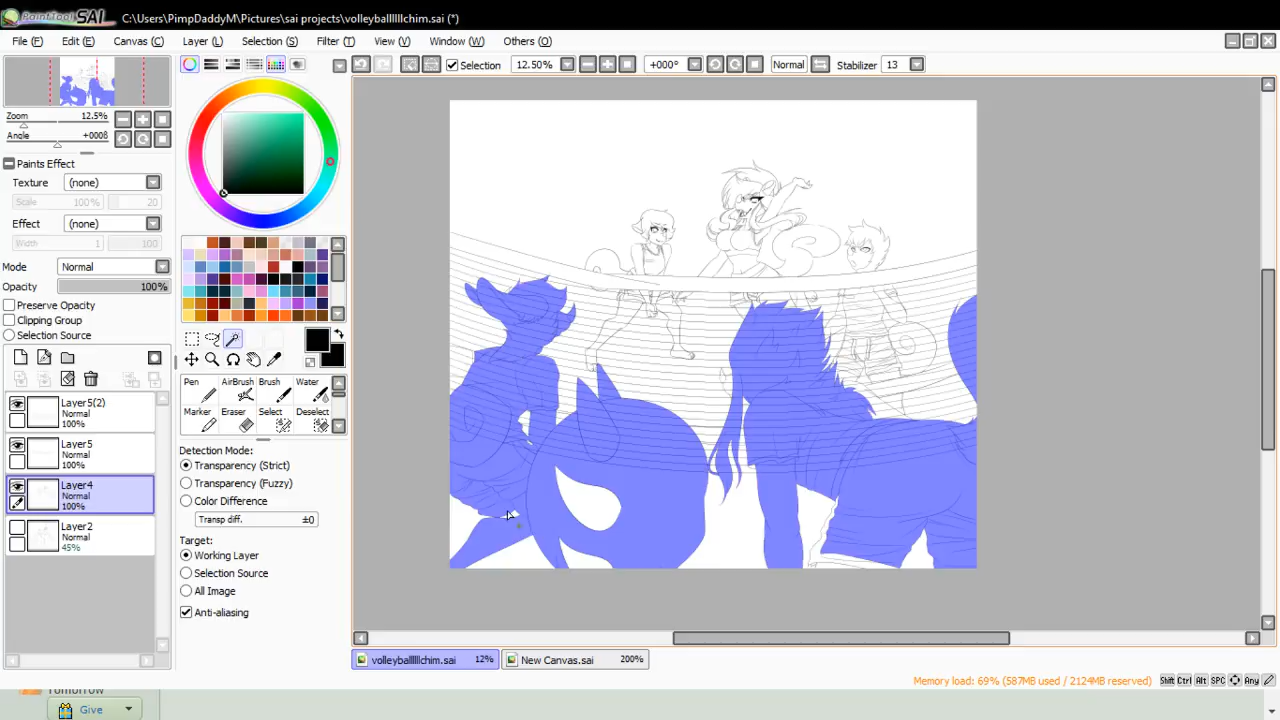 PaintTool SAI C:\Users\PimpDaddyM\Pictures\sai projects\volleyballllllchim.sai (*)
File (F) Edit (E) Canvas (C) Layer (L) Selection (S) Filter (T) View (V) Window (W) Others (O)
Selection 12.50% +000° Normal Stabilizer 13
Zoom 12.5%
Angle +000ß
Paints Effect
Texture (none)
Scale 100% 20
Effect (none)
Width 1 100
Mode Normal
Opacity 100%
Preserve Opacity
Clipping Group
Selection Source
Layer5(2)
Normal
100%
Layer5
Normal
100%
Layer4
Normal
100%
Layer2
Normal
45%
Pen AirBrush Brush Water
Marker Eraser Select Deselect
Detection Mode:
Transparency (Strict)
Transparency (Fuzzy)
Color Difference
Transp diff. ±0
Target:
Working Layer
Selection Source
All Image
Anti-aliasing
volleyballllllchim.sai 12% New Canvas.sai 200%
Memory load: 69% (587MB used / 2124MB reserved) Shift Ctrl Alt SPC Any
Tomorrow
Give